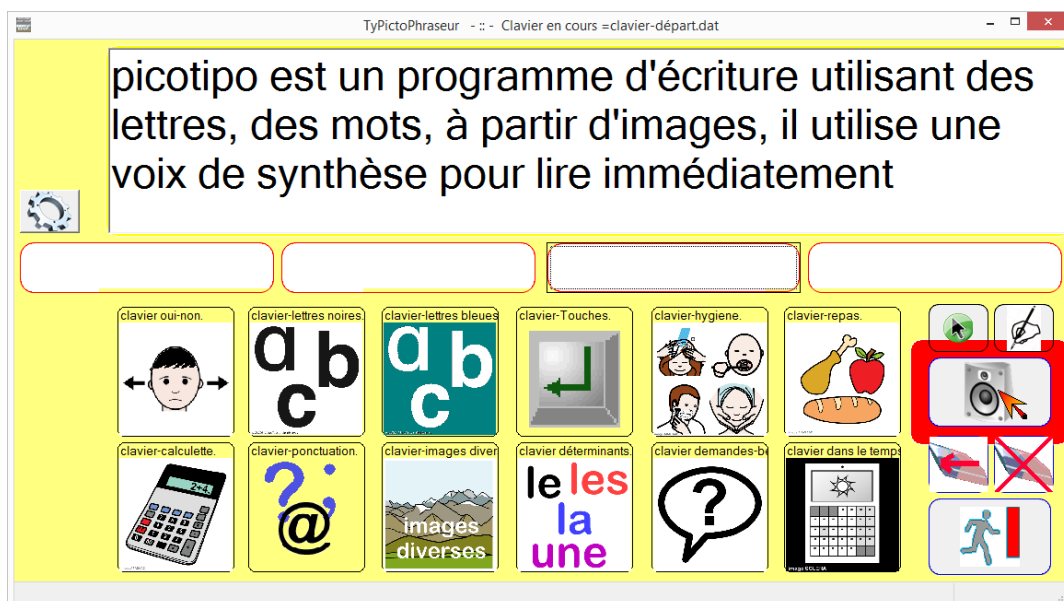 TyPictoPhraseur - :: - Clavier en cours =clavier-départ.dat
picotipo est un programme d'écriture utilisant des
lettres, des mots, à partir d'images, il utilise une
voix de synthèse pour lire immédiatement
clavier oui-non.
clavier-lettres noires.
clavier-lettres bleues
clavier-Touches.
clavier-hygiene.
clavier-repas.
a b c
a b c
clavier-calculette.
clavier-ponctuation.
clavier-images diver
clavier déterminants.
clavier demandes-be
clavier dans le temps
2+4
? ; @
images
diverses
le les
la
une
?